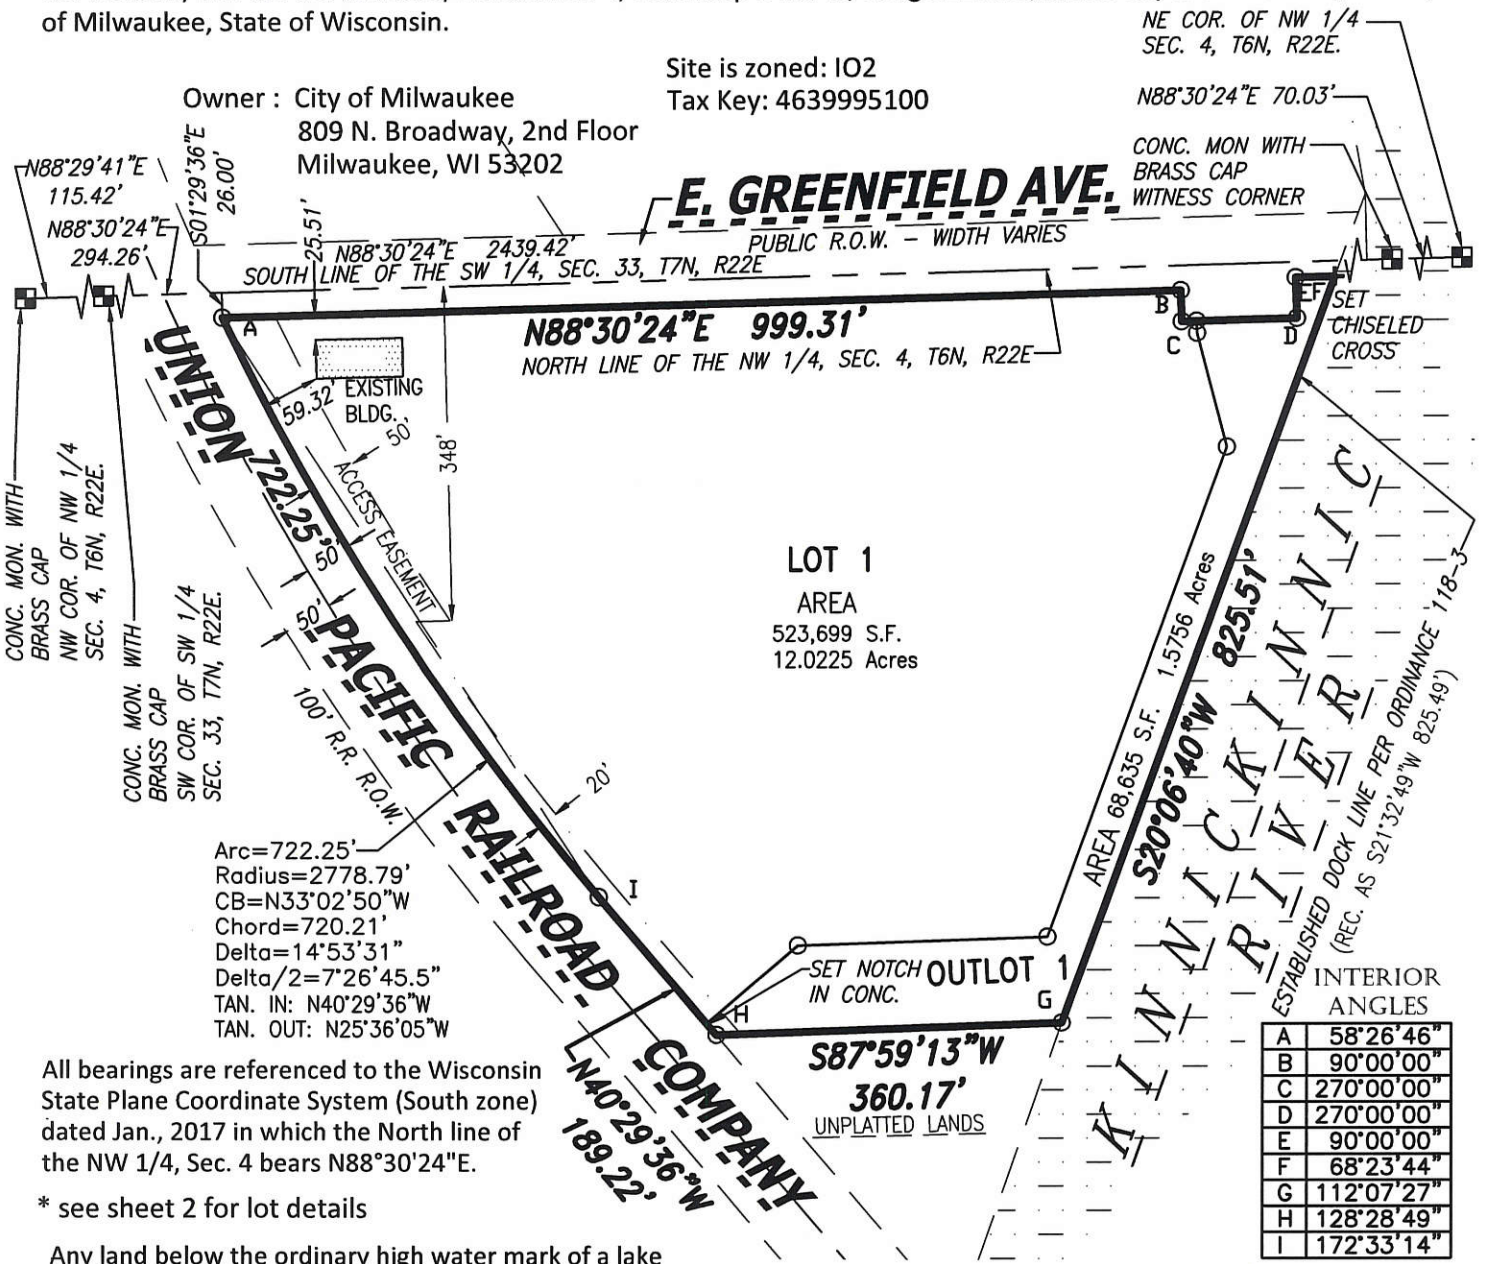 of Milwaukee, State of Wisconsin.
NE COR. OF NW 1/4
SEC. 4, T6N, R22E.
Site is zoned: IO2
Tax Key: 4639995100
Owner : City of Milwaukee
809 N. Broadway, 2nd Floor
Milwaukee, WI 53202
N88°30'24"E 70.03'
CONC. MON WITH
BRASS CAP
WITNESS CORNER
N88°29'41"E
115.42'
N88°30'24"E
294.26'
S01°29'36"E
26.00'
25.51'
E. GREENFIELD AVE.
PUBLIC R.O.W. – WIDTH VARIES
N88°30'24"E 2439.42'
SOUTH LINE OF THE SW 1/4, SEC. 33, T7N, R22E
A
B
C
D
E
F
N88°30'24"E 999.31'
NORTH LINE OF THE NW 1/4, SEC. 4, T6N, R22E
SET
CHISELED
CROSS
EXISTING
BLDG.
59.32'
50'
348'
ACCESS EASEMENT
UNION
722.25'
50'
50'
PACIFIC
100' R.R. R.O.W.
20'
RAILROAD
COMPANY
CONC. MON. WITH
BRASS CAP
NW COR. OF NW 1/4
SEC. 4, T6N, R22E.
CONC. MON. WITH
BRASS CAP
SW COR. OF SW 1/4
SEC. 33, T7N, R22E.
LOT 1
AREA
523,699 S.F.
12.0225 Acres
AREA 68,635 S.F. 1.5756 Acres
S20°06'40"W 825.51'
KINNICKINNIC
RIVER
ESTABLISHED DOCK LINE PER ORDINANCE 118-3
(REC. AS S21°32'49"W 825.49')
Arc=722.25'
Radius=2778.79'
CB=N33°02'50"W
Chord=720.21'
Delta=14°53'31"
Delta/2=7°26'45.5"
TAN. IN: N40°29'36"W
TAN. OUT: N25°36'05"W
I
SET NOTCH
IN CONC.
OUTLOT 1
G
H
S87°59'13"W
360.17'
UNPLATTED LANDS
N40°29'36"W
189.22'
KINNICKINNIC
RIVER
All bearings are referenced to the Wisconsin
State Plane Coordinate System (South zone)
dated Jan., 2017 in which the North line of
the NW 1/4, Sec. 4 bears N88°30'24"E.
* see sheet 2 for lot details
Any land below the ordinary high water mark of a lake
INTERIOR
ANGLES
A 58°26'46"
B 90°00'00"
C 270°00'00"
D 270°00'00"
E 90°00'00"
F 68°23'44"
G 112°07'27"
H 128°28'49"
I 172°33'14"